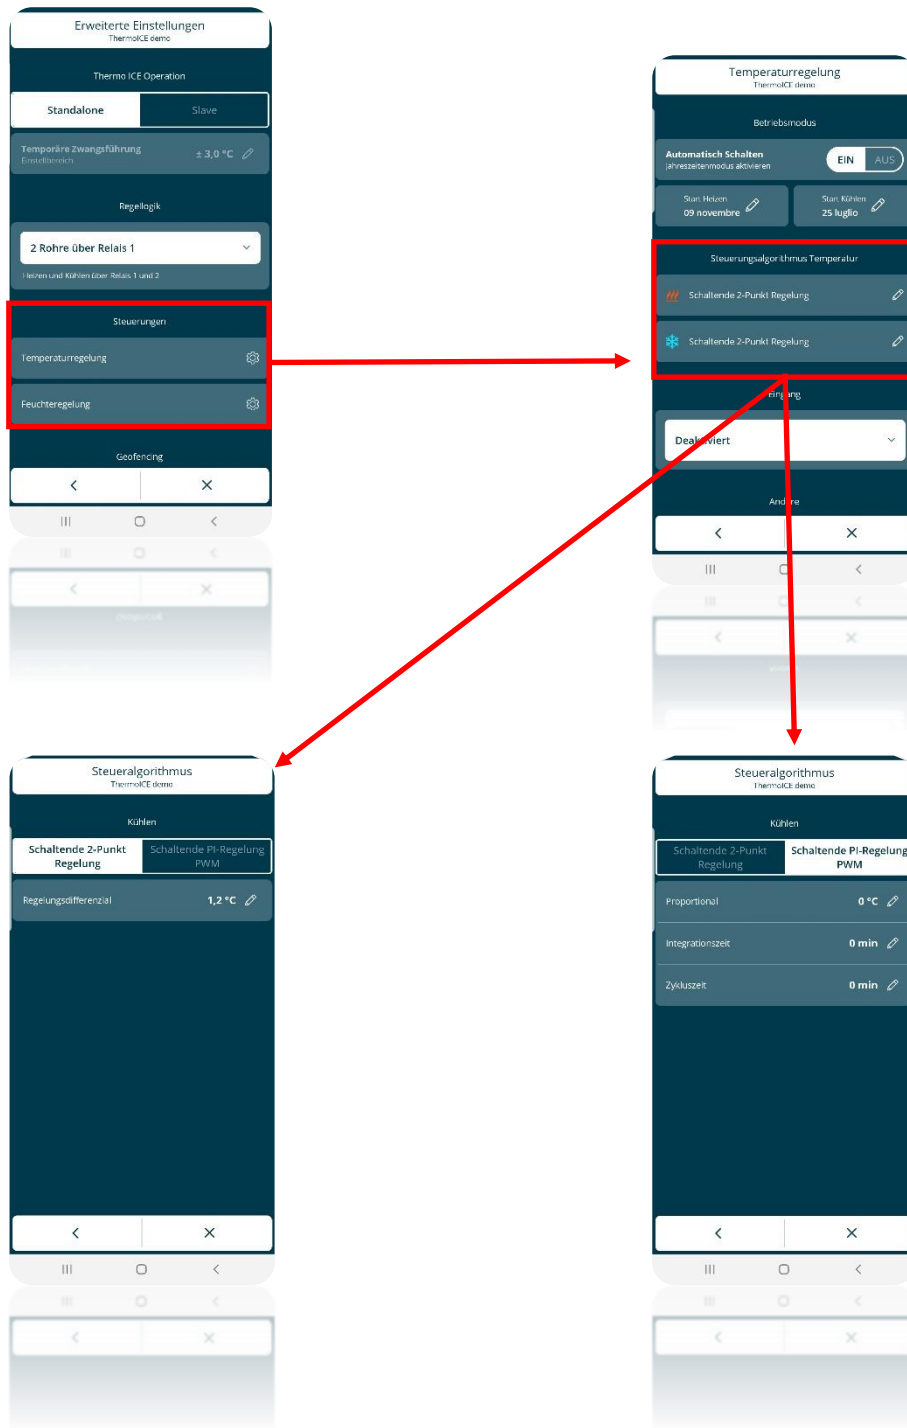 Erweiterte Einstellungen
ThermoICE demo
Thermo ICE Operation
Standalone
Slave
Temporäre Zwangsführung
Einstellbereich
± 3,0 °C
Regellogik
2 Rohre über Relais 1
Heizen und Kühlen über Relais 1 und 2
Steuerungen
Temperaturregelung
Feuchteregelung
Geofencing
Temperaturregelung
ThermoICE demo
Betriebsmodus
Automatisch Schalten
Jahreszeitenmodus aktivieren
EIN
AUS
Start Heizen
09 novembre
Start Kühlen
25 luglio
Steuerungsalgorithmus Temperatur
Schaltende 2-Punkt Regelung
Schaltende 2-Punkt Regelung
Eingang
Deaktiviert
Andere
Steueralgorithmus
ThermoICE demo
Kühlen
Schaltende 2-Punkt
Regelung
Schaltende PI-Regelung
PWM
Regelungsdifferenzial
1,2 °C
Steueralgorithmus
ThermoICE demo
Kühlen
Schaltende 2-Punkt
Regelung
Schaltende PI-Regelung
PWM
Proportional
0 °C
Integrationszeit
0 min
Zykluszeit
0 min